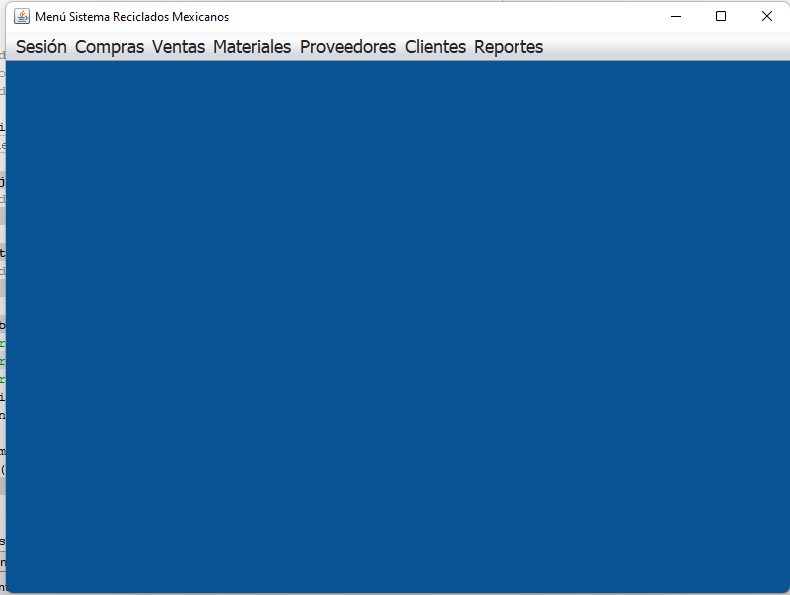 Menú Sistema Reciclados Mexicanos
Sesión Compras Ventas Materiales Proveedores Clientes Reportes